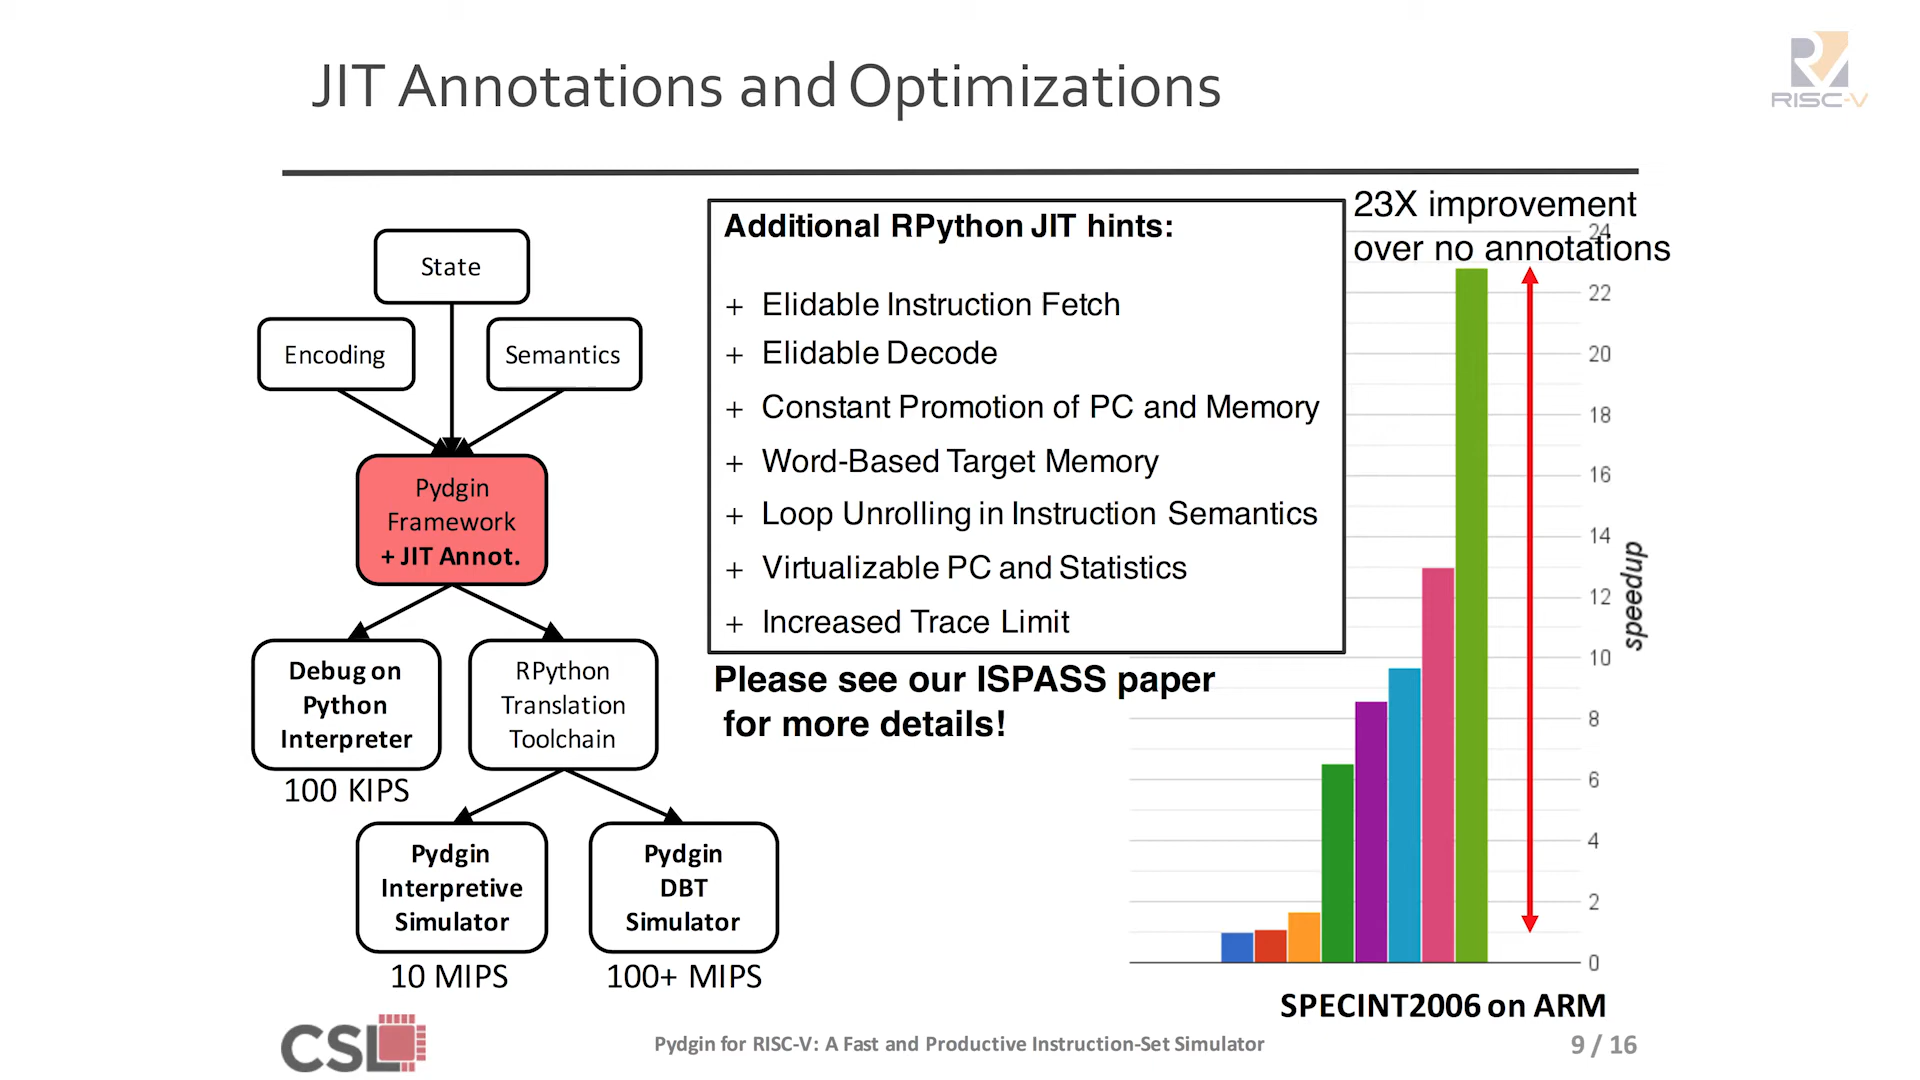 JIT Annotations and Optimizations
RISC-V
State
Encoding
Semantics
Pydgin
Framework
+ JIT Annot.
Debug on
Python
Interpreter
100 KIPS
RPython
Translation
Toolchain
Pydgin
Interpretive
Simulator
10 MIPS
Pydgin
DBT
Simulator
100+ MIPS
Additional RPython JIT hints:
+ Elidable Instruction Fetch
+ Elidable Decode
+ Constant Promotion of PC and Memory
+ Word-Based Target Memory
+ Loop Unrolling in Instruction Semantics
+ Virtualizable PC and Statistics
+ Increased Trace Limit
Please see our ISPASS paper
for more details!
23X improvement
over no annotations
24
22
20
18
16
14
12
10
8
6
4
2
0
speedup
SPECINT2006 on ARM
CSL
Pydgin for RISC-V: A Fast and Productive Instruction-Set Simulator
9 / 16